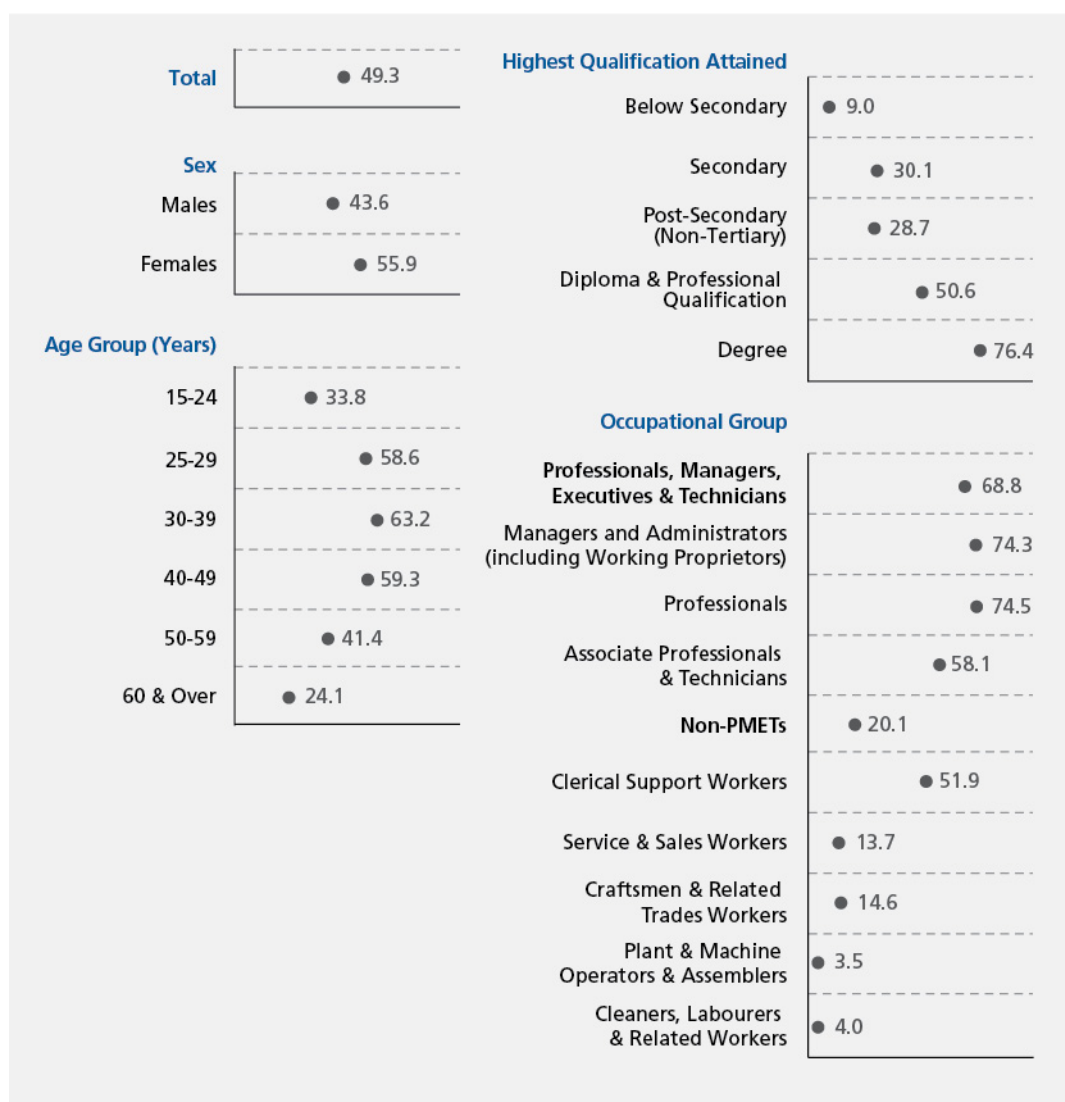 Total
49.3
Sex
Males
43.6
Females
55.9
Age Group (Years)
15-24
33.8
25-29
58.6
30-39
63.2
40-49
59.3
50-59
41.4
60 & Over
24.1
Highest Qualification Attained
Below Secondary
9.0
Secondary
30.1
Post-Secondary
(Non-Tertiary)
28.7
Diploma & Professional
Qualification
50.6
Degree
76.4
Occupational Group
Professionals, Managers,
Executives & Technicians
68.8
Managers and Administrators
(including Working Proprietors)
74.3
Professionals
74.5
Associate Professionals
& Technicians
58.1
Non-PMETs
20.1
Clerical Support Workers
51.9
Service & Sales Workers
13.7
Craftsmen & Related
Trades Workers
14.6
Plant & Machine
Operators & Assemblers
3.5
Cleaners, Labourers
& Related Workers
4.0